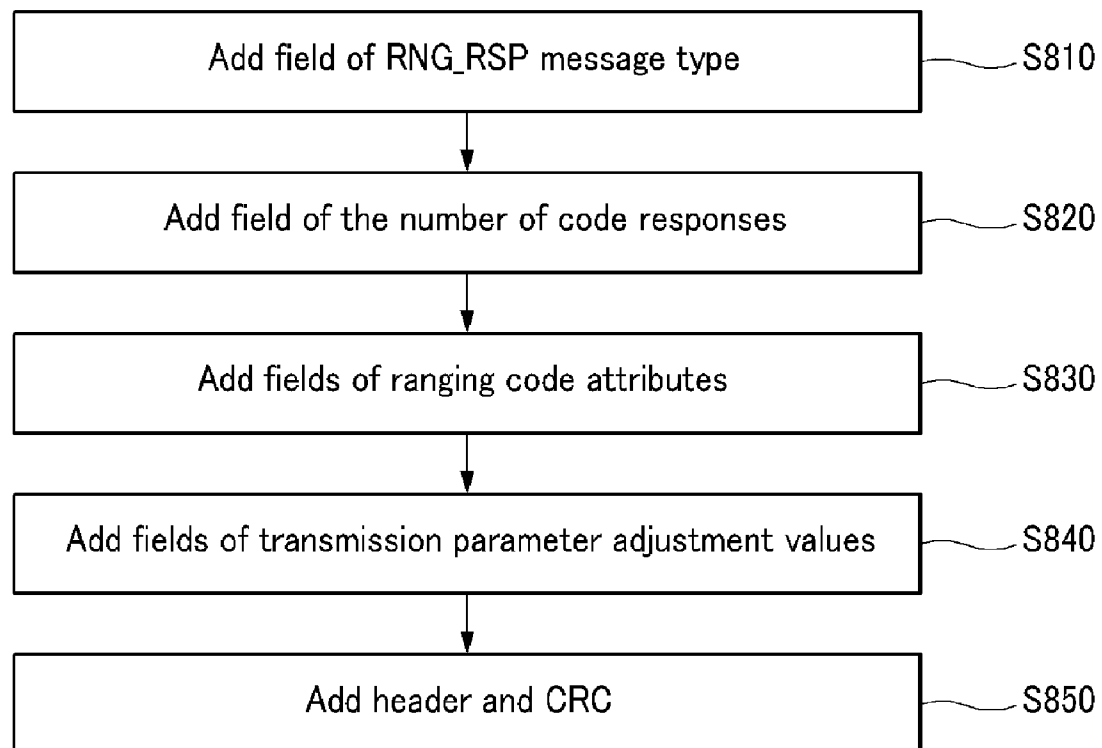 Add field of RNG_RSP message type
S810
Add field of the number of code responses
S820
Add fields of ranging code attributes
S830
Add fields of transmission parameter adjustment values
S840
Add header and CRC
S850